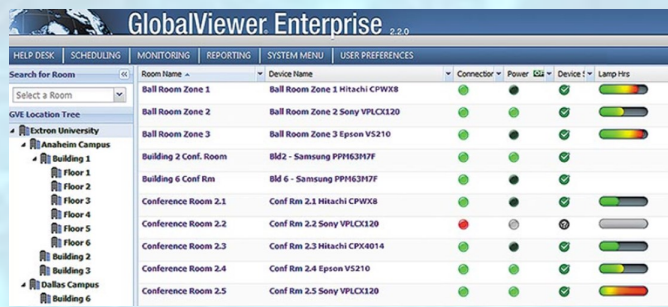 GlobalViewer. Enterprise 2.2.0
HELP DESK SCHEDULING MONITORING REPORTING SYSTEM MENU USER PREFERENCES
Search for Room
Select a Room
GVE Location Tree
Extron University
Anaheim Campus
Building 1
Floor 1
Floor 2
Floor 3
Floor 4
Floor 5
Floor 6
Building 2
Building 3
Dallas Campus
Building 6
Room Name Device Name Connection Power Device S Lamp Hrs
Ball Room Zone 1 Ball Room Zone 1 Hitachi CPWX8
Ball Room Zone 2 Ball Room Zone 2 Sony VPLCX120
Ball Room Zone 3 Ball Room Zone 3 Epson V5210
Building 2 Conf. Room Bld2 - Samsung PPM63M7F
Building 6 Conf Rm Bld 6 - Samsung PPM63M7F
Conference Room 2.1 Conf Rm 2.1 Hitachi CPWX8
Conference Room 2.2 Conf Rm 2.2 Sony VPLCX120
Conference Room 2.3 Conf Rm 2.3 Hitachi CPX4014
Conference Room 2.4 Conf Rm 2.4 Epson V5210
Conference Room 2.5 Conf Rm 2.5 Sony VPLCX120